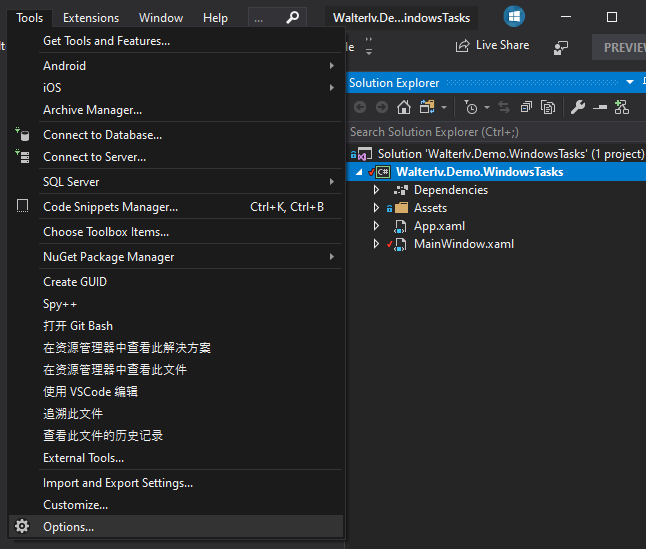 Tools Extensions Window Help ... Walterlv.De...indowsTasks
Get Tools and Features...
Live Share
PREVIEW
Android
iOS
Archive Manager...
Connect to Database...
Connect to Server...
SQL Server
Code Snippets Manager... Ctrl+K, Ctrl+B
Choose Toolbox Items...
NuGet Package Manager
Create GUID
Spy++
打开 Git Bash
在资源管理器中查看此解决方案
在资源管理器中查看此文件
使用 VSCode 编辑
追溯此文件
查看此文件的历史记录
External Tools...
Import and Export Settings...
Customize...
Options...
Solution Explorer
Search Solution Explorer (Ctrl+;)
Solution 'Walterlv.Demo.WindowsTasks' (1 project)
C# Walterlv.Demo.WindowsTasks
Dependencies
Assets
App.xaml
MainWindow.xaml